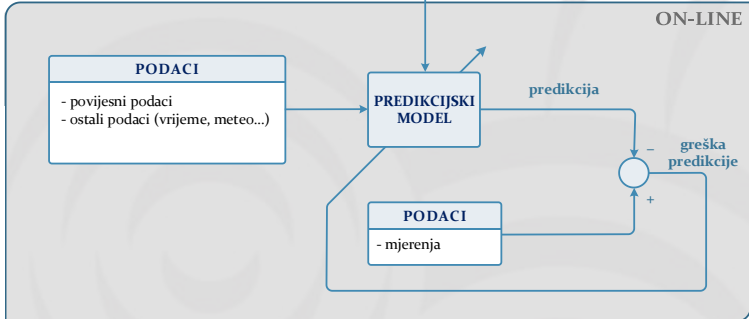 ON-LINE
PODACI
- povijesni podaci
- ostali podaci (vrijeme, meteo...)
PREDIKCIJSKI
MODEL
predikcija
−
greška
predikcije
+
PODACI
- mjerenja